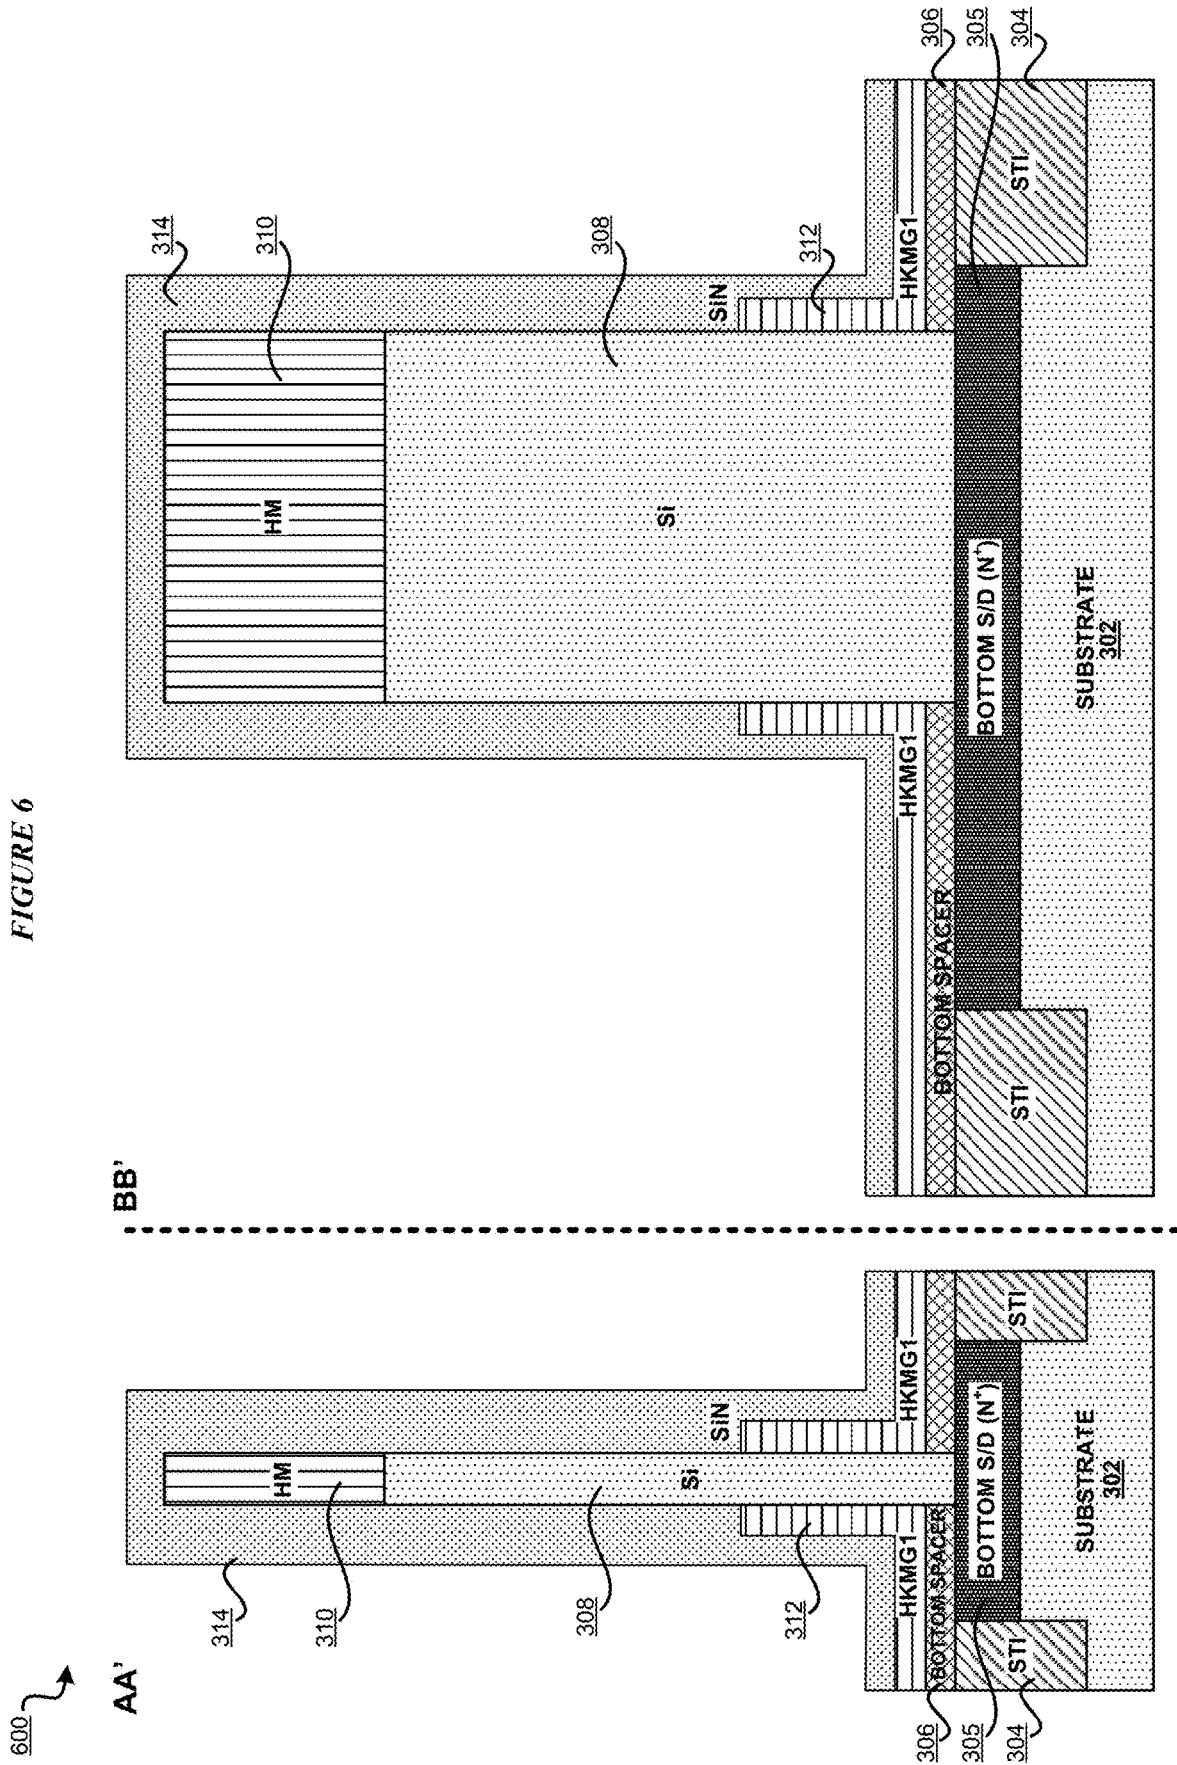 FIGURE 6
600
AA'
BB'
314
310
308
312
306
305
304
HM
Si
SiN
HKMG1
HKMG1
BOTTOM SPACER
BOTTOM S/D (N⁺)
STI
STI
SUBSTRATE
302
314
310
308
312
306
305
304
HM
Si
SiN
HKMG1
HKMG1
BOTTOM SPACER
BOTTOM S/D (N⁺)
STI
STI
SUBSTRATE
302